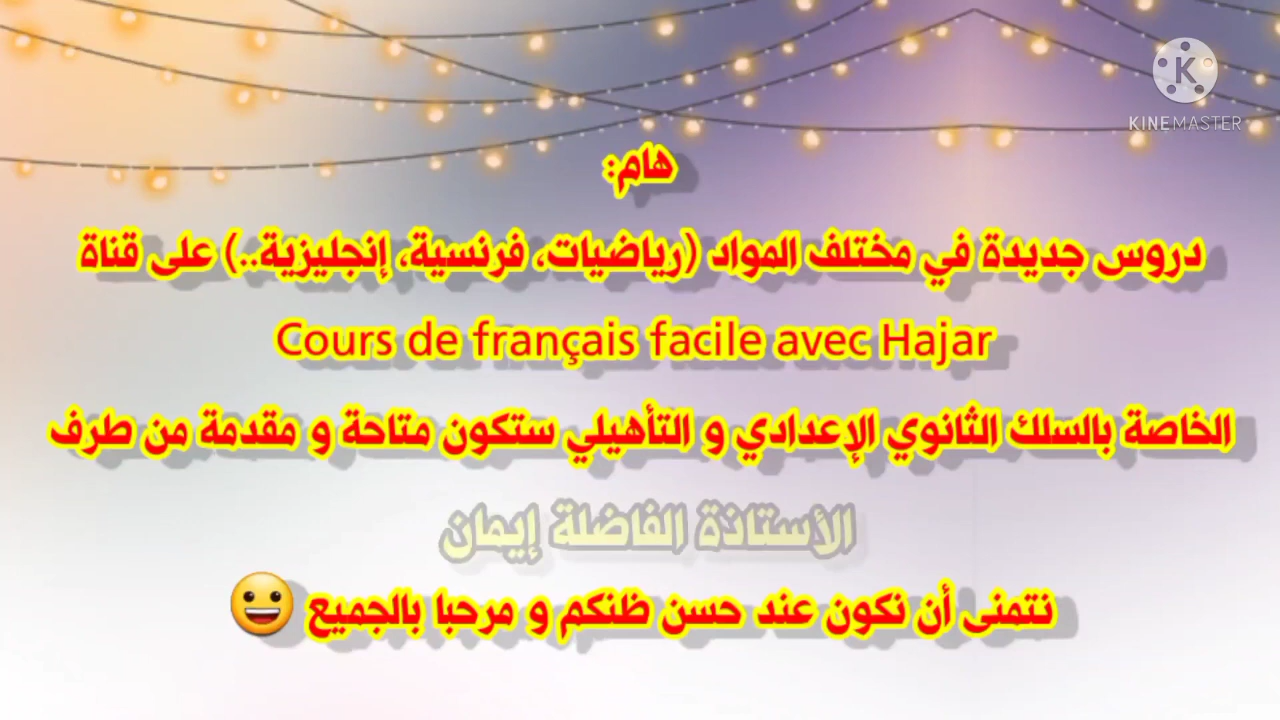 K
KINEMASTER
هام:
دروس جديدة في مختلف المواد (رياضيات، فرنسية، إنجليزية..) على قناة
Cours de français facile avec Hajar
الخاصة بالسلك الثانوي الإعدادي و التأهيلي ستكون متاحة و مقدمة من طرف
الأستاذة الفاضلة إيمان
نتمنى أن نكون عند حسن ظنكم و مرحبا بالجميع 😀